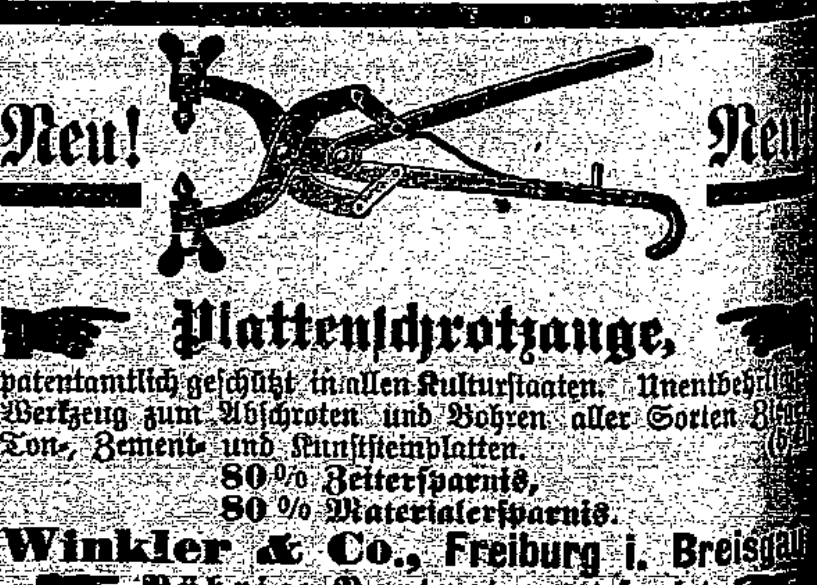 Neu! Neu!
Plattenschrotzange,
patentamtlich geschützt in allen Kulturstaaten. Unentbehrliches
Werkzeug zum Abschroten und Bohren aller Sorten
Ton-, Zement- und Kunststeinplatten.
80% Zeitersparnis,
80% Materialersparnis.
Winkler & Co., Freiburg i. Breisgau